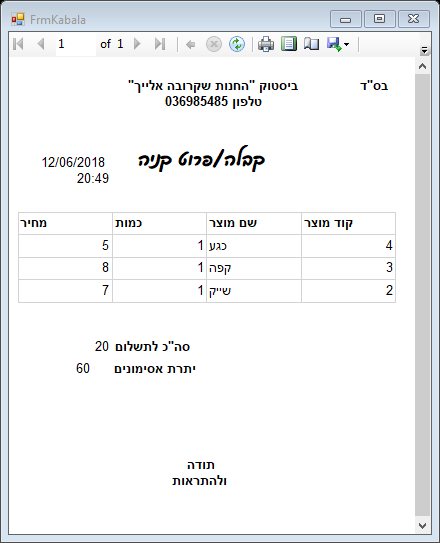 FrmKabala
1 of 1
בס"ד
ביסטוק "החנות שקרובה אלייך"
טלפון 036985485
קבלה/פרוט קניה
12/06/2018
20:49
קוד מוצר שם מוצר כמות מחיר
4 כגע 1 5
3 קפה 1 8
2 שייק 1 7
סה"כ לתשלום 20
יתרת אסימונים 60
תודה
ולהתראות